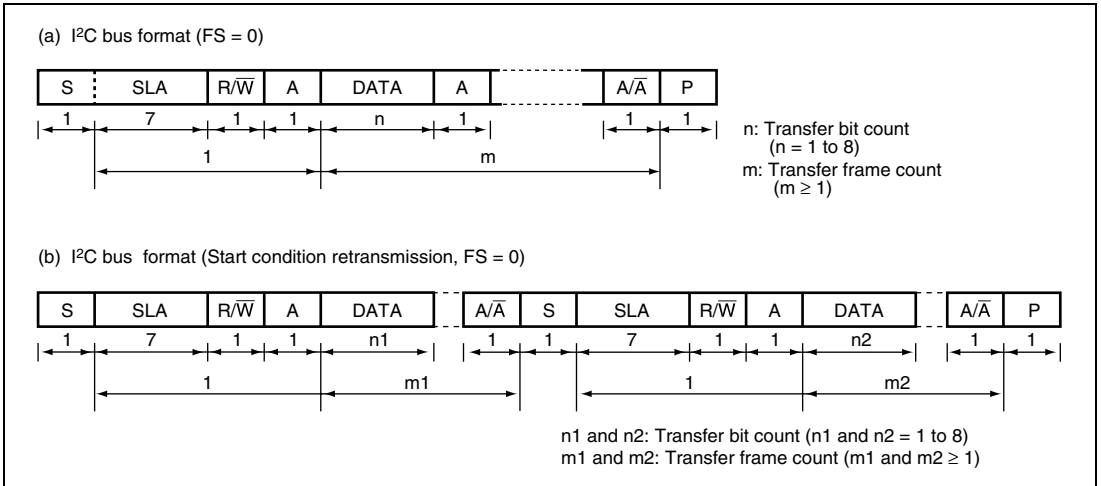 (a) I²C bus format (FS = 0)
S SLA R/W̅ A DATA A A/A̅ P
1 7 1 1 n 1 1 1
1 m
n: Transfer bit count
(n = 1 to 8)
m: Transfer frame count
(m ≥ 1)
(b) I²C bus format (Start condition retransmission, FS = 0)
S SLA R/W̅ A DATA A/A̅ S SLA R/W̅ A DATA A/A̅ P
1 7 1 1 n1 1 1 7 1 1 n2 1 1
1 m1 1 m2
n1 and n2: Transfer bit count (n1 and n2 = 1 to 8)
m1 and m2: Transfer frame count (m1 and m2 ≥ 1)